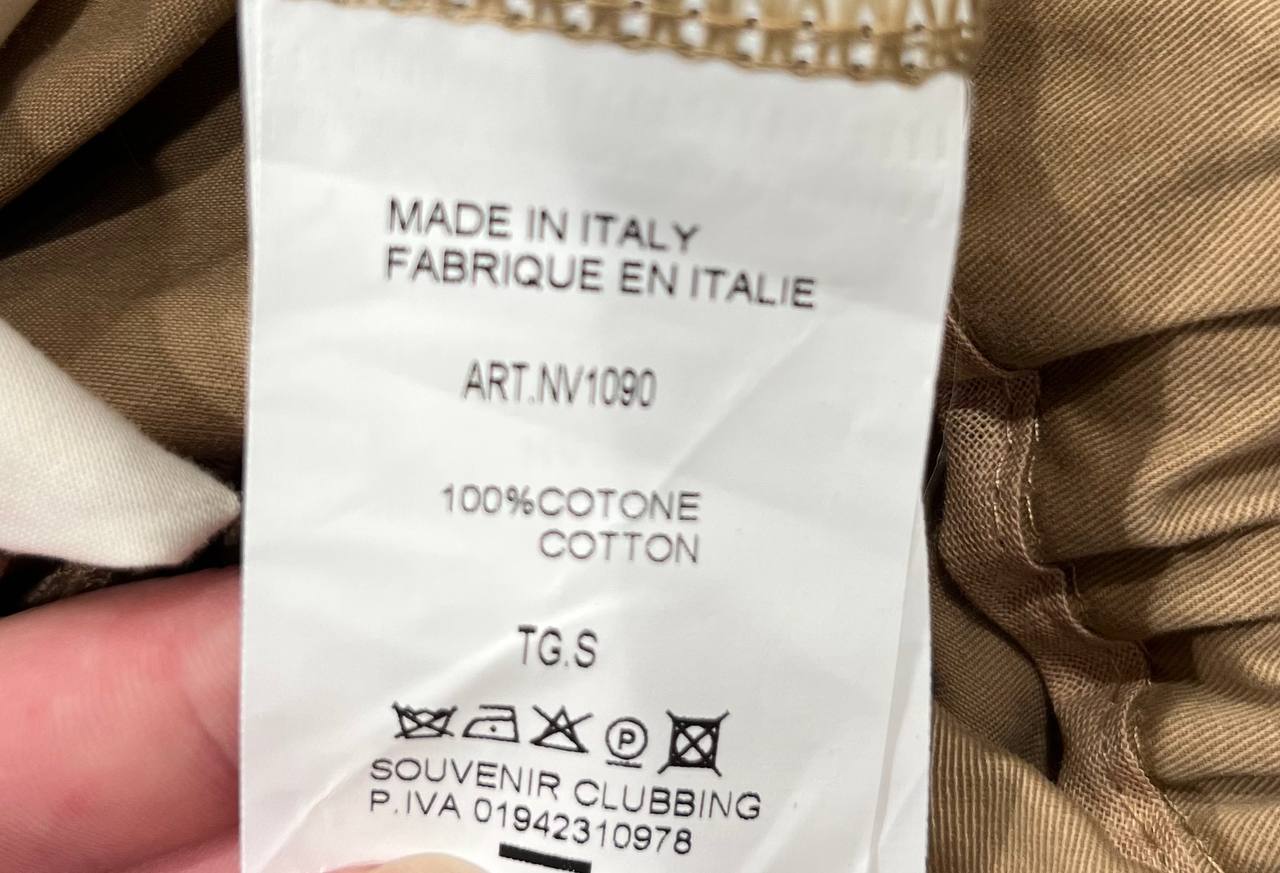 MADE IN ITALY
FABRIQUE EN ITALIE
ART.NV1090
100%COTONE
COTTON
TG.S
P
SOUVENIR CLUBBING
P.IVA 01942310978